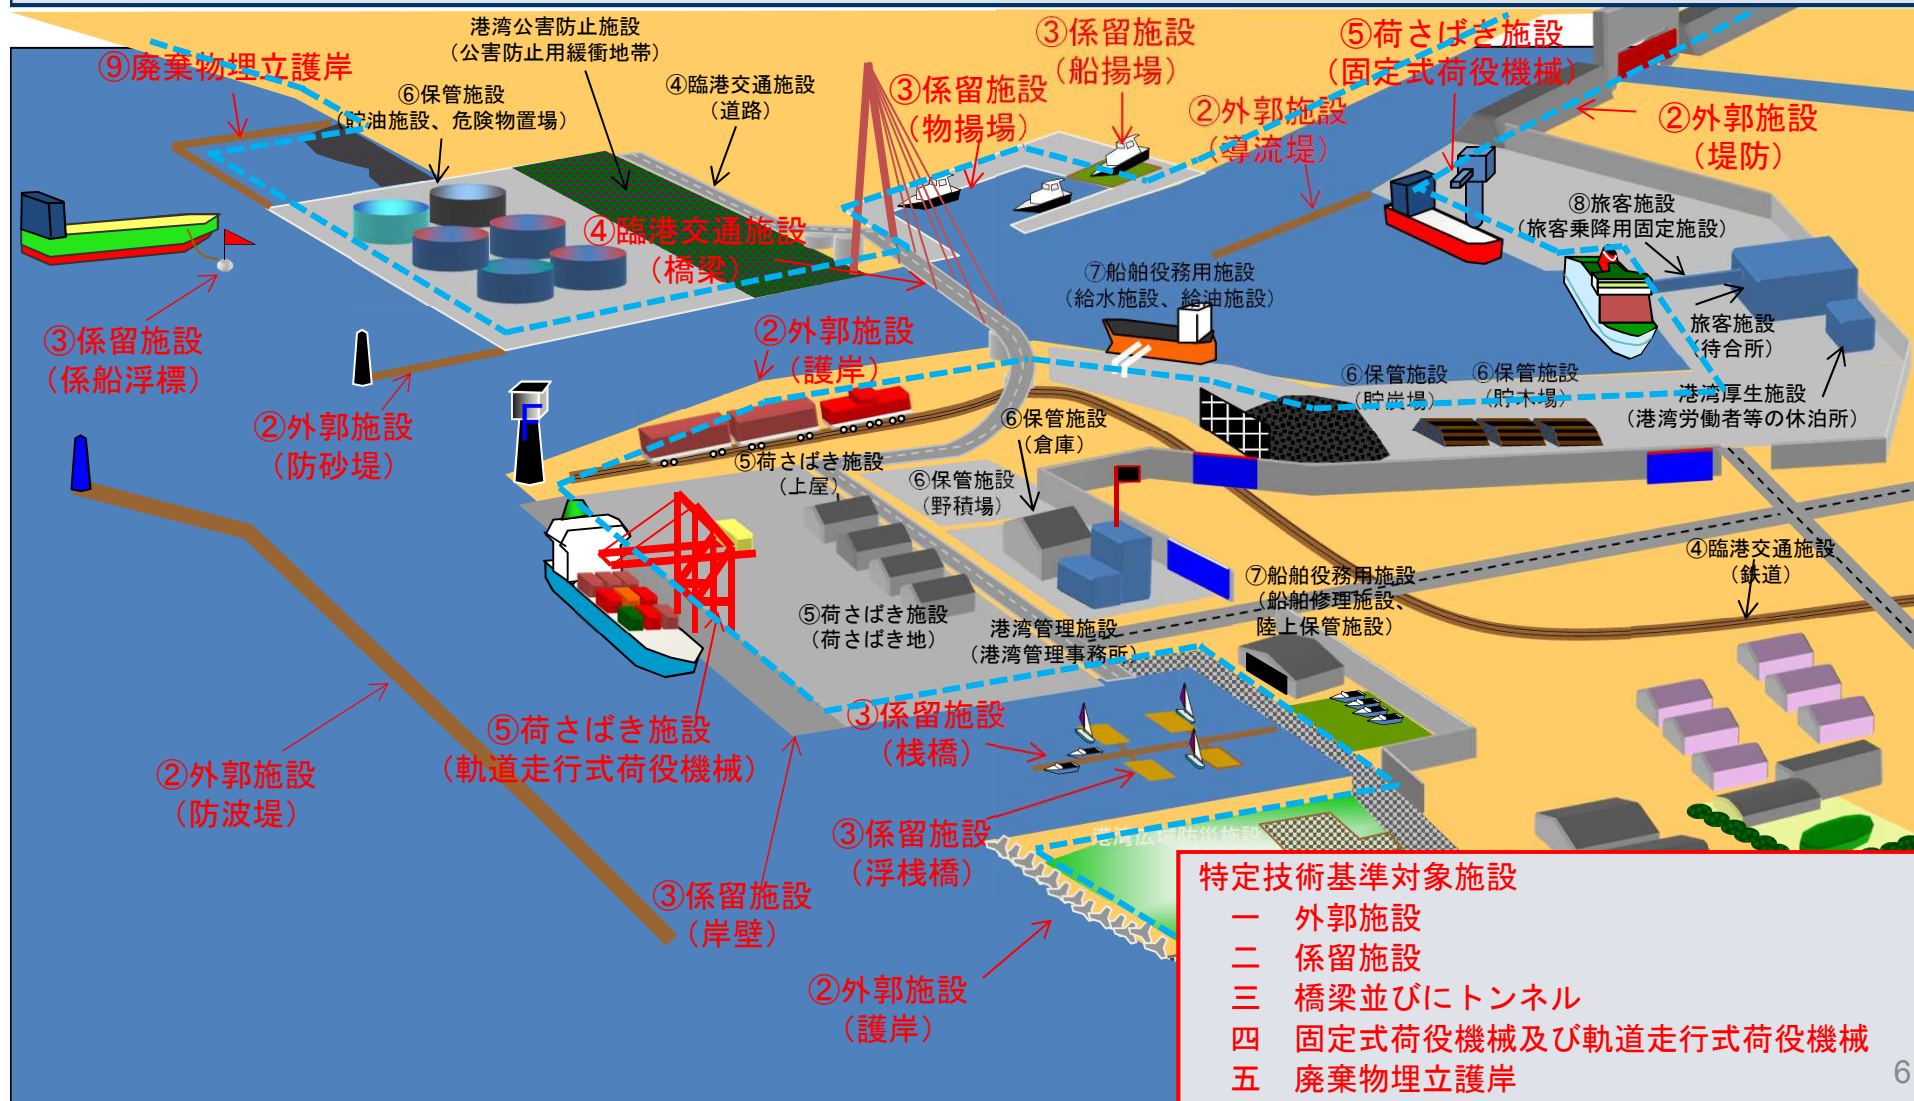 港湾公害防止施設
（公害防止用緩衝地帯）
⑨廃棄物埋立護岸
⑥保管施設
（貯油施設、危険物置場）
④臨港交通施設
（道路）
③係留施設
（物揚場）
③係留施設
（船揚場）
②外郭施設
（導流堤）
⑤荷さばき施設
（固定式荷役機械）
②外郭施設
（堤防）
④臨港交通施設
（橋梁）
⑧旅客施設
（旅客乗降用固定施設）
⑦船舶役務用施設
（給水施設、給油施設）
旅客施設
（待合所）
③係留施設
（係船浮標）
②外郭施設
（護岸）
⑥保管施設
（貯炭場）
⑥保管施設
（貯木場）
港湾厚生施設
（港湾労働者等の休泊所）
②外郭施設
（防砂堤）
⑥保管施設
（倉庫）
⑤荷さばき施設
（上屋）
⑥保管施設
（野積場）
④臨港交通施設
（鉄道）
⑦船舶役務用施設
（船舶修理施設、
陸上保管施設）
⑤荷さばき施設
（荷さばき地）
港湾管理施設
（港湾管理事務所）
⑤荷さばき施設
（軌道走行式荷役機械）
③係留施設
（桟橋）
②外郭施設
（防波堤）
③係留施設
（浮桟橋）
港湾広域防災施設
③係留施設
（岸壁）
②外郭施設
（護岸）
特定技術基準対象施設
一　外郭施設
二　係留施設
三　橋梁並びにトンネル
四　固定式荷役機械及び軌道走行式荷役機械
五　廃棄物埋立護岸
6